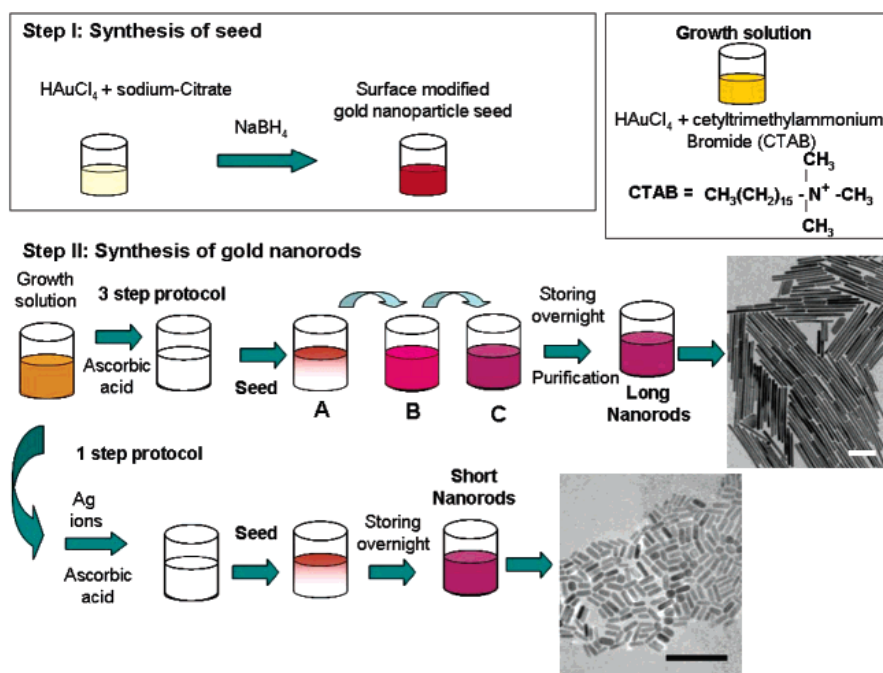 Step I: Synthesis of seed
HAuCl₄ + sodium-Citrate
NaBH₄
Surface modified
gold nanoparticle seed
Growth solution
HAuCl₄ + cetyltrimethylammonium
Bromide (CTAB)
CH₃
CTAB = CH₃(CH₂)₁₅ -N⁺ -CH₃
CH₃
Step II: Synthesis of gold nanorods
Growth
solution
3 step protocol
Ascorbic
acid
Seed
A
B
C
Storing
overnight
Purification
Long
Nanorods
1 step protocol
Ag
ions
Ascorbic
acid
Seed
Storing
overnight
Short
Nanorods